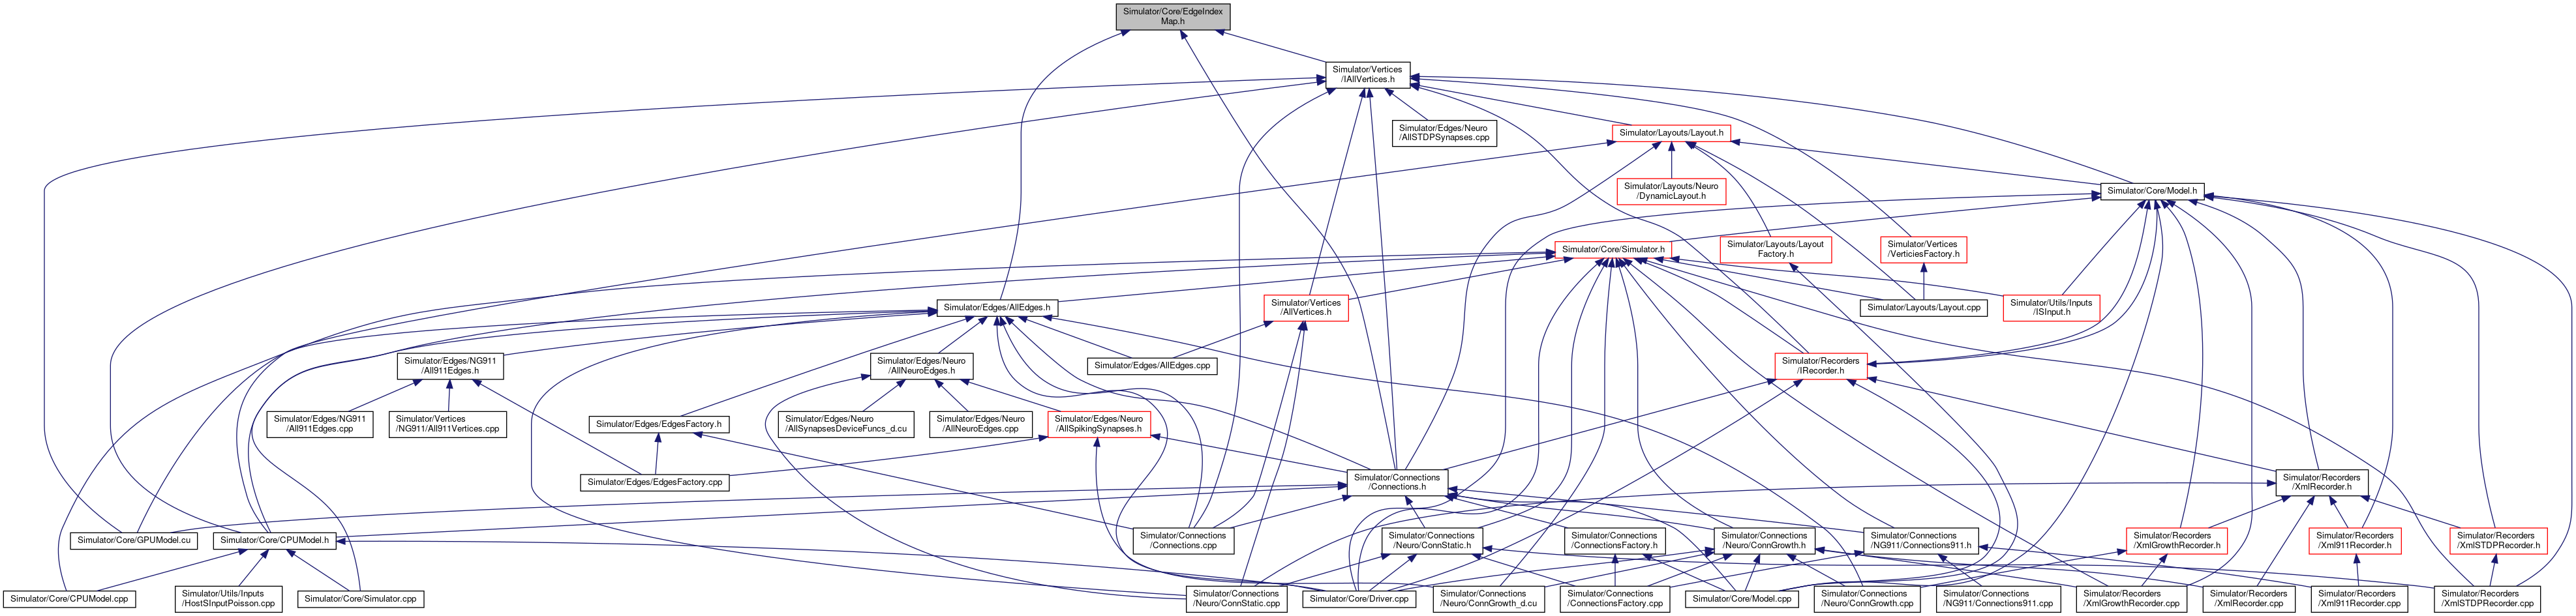 Simulator/Core/EdgeIndex
Map.h
Simulator/Vertices
/IAllVertices.h
Simulator/Edges/Neuro
/AllSTDPSynapses.cpp
Simulator/Layouts/Layout.h
Simulator/Layouts/Neuro
/DynamicLayout.h
Simulator/Core/Model.h
Simulator/Core/Simulator.h
Simulator/Layouts/Layout
Factory.h
Simulator/Vertices
/VerticiesFactory.h
Simulator/Edges/AllEdges.h
Simulator/Vertices
/AllVertices.h
Simulator/Layouts/Layout.cpp
Simulator/Utils/Inputs
/ISInput.h
Simulator/Edges/NG911
/All911Edges.h
Simulator/Edges/Neuro
/AllNeuroEdges.h
Simulator/Edges/AllEdges.cpp
Simulator/Recorders
/IRecorder.h
Simulator/Edges/NG911
/All911Edges.cpp
Simulator/Vertices
/NG911/All911Vertices.cpp
Simulator/Edges/EdgesFactory.h
Simulator/Edges/Neuro
/AllSynapsesDeviceFuncs_d.cu
Simulator/Edges/Neuro
/AllNeuroEdges.cpp
Simulator/Edges/Neuro
/AllSpikingSynapses.h
Simulator/Edges/EdgesFactory.cpp
Simulator/Connections
/Connections.h
Simulator/Recorders
/XmlRecorder.h
Simulator/Core/GPUModel.cu
Simulator/Core/CPUModel.h
Simulator/Connections
/Connections.cpp
Simulator/Connections
/Neuro/ConnStatic.h
Simulator/Connections
/ConnectionsFactory.h
Simulator/Connections
/Neuro/ConnGrowth.h
Simulator/Connections
/NG911/Connections911.h
Simulator/Recorders
/XmlGrowthRecorder.h
Simulator/Recorders
/Xml911Recorder.h
Simulator/Recorders
/XmlSTDPRecorder.h
Simulator/Core/CPUModel.cpp
Simulator/Utils/Inputs
/HostSInputPoisson.cpp
Simulator/Core/Simulator.cpp
Simulator/Connections
/Neuro/ConnStatic.cpp
Simulator/Core/Driver.cpp
Simulator/Connections
/Neuro/ConnGrowth_d.cu
Simulator/Connections
/ConnectionsFactory.cpp
Simulator/Core/Model.cpp
Simulator/Connections
/Neuro/ConnGrowth.cpp
Simulator/Connections
/NG911/Connections911.cpp
Simulator/Recorders
/XmlGrowthRecorder.cpp
Simulator/Recorders
/XmlRecorder.cpp
Simulator/Recorders
/Xml911Recorder.cpp
Simulator/Recorders
/XmlSTDPRecorder.cpp